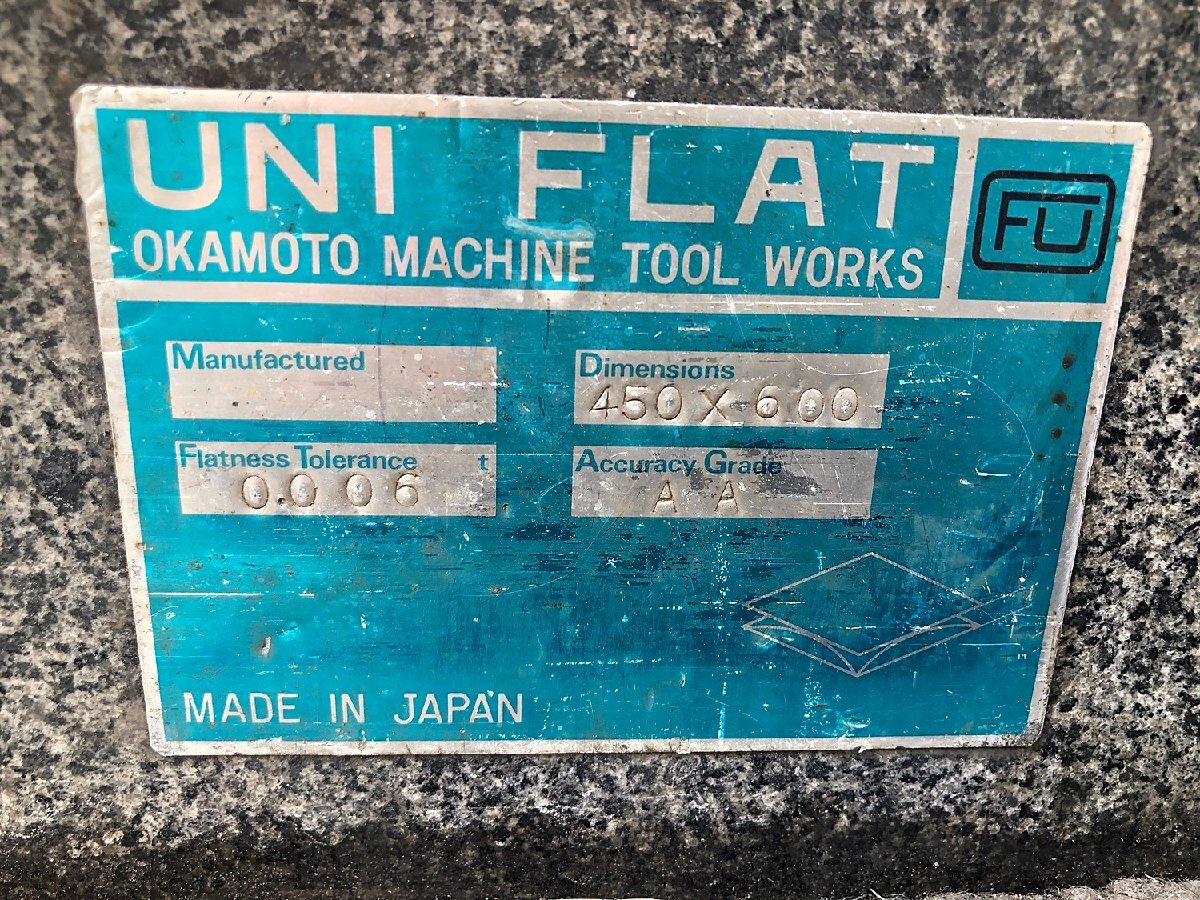 UNI FLAT
FU
OKAMOTO MACHINE TOOL WORKS
Manufactured
Dimensions
450 X 600
Flatness Tolerance t
0.006
Accuracy Grade
A A
MADE IN JAPAN